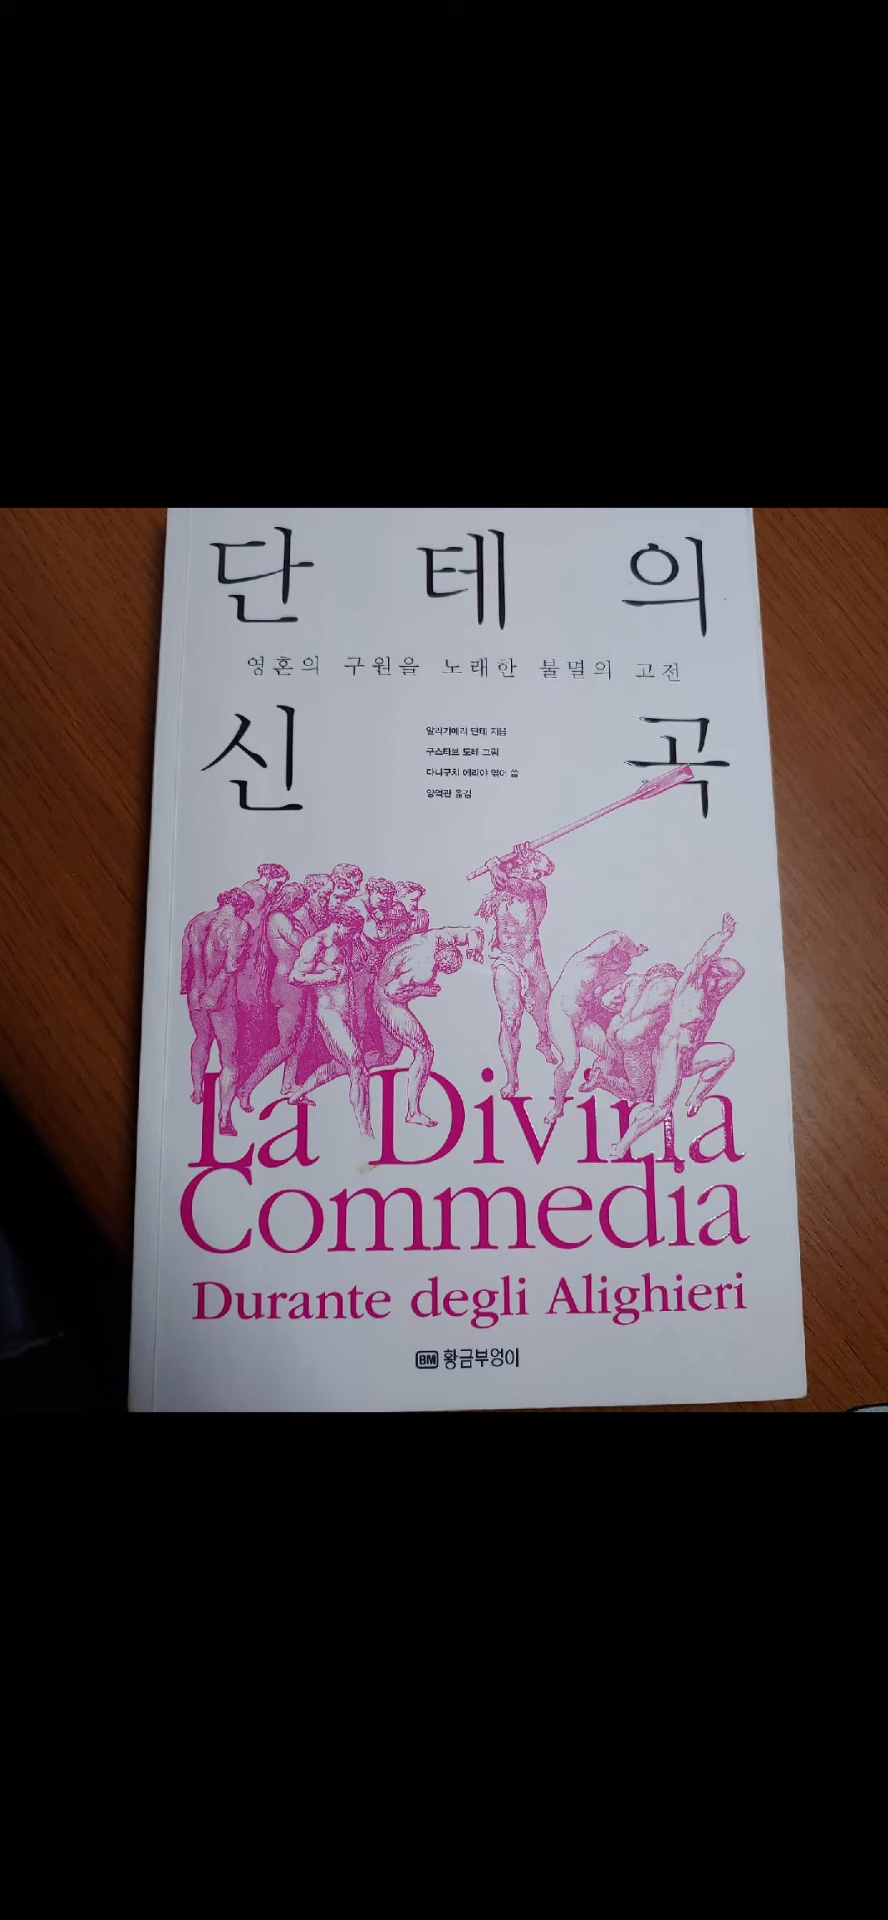 단테의
영혼의 구원을 노래한 불멸의 고전
신곡
알리기에리 단테 지음
구스타브 도레 그림
다니구치 에리야 엮어 씀
양억관 옮김
La Divina
Commedia
Durante degli Alighieri
BM 황금부엉이